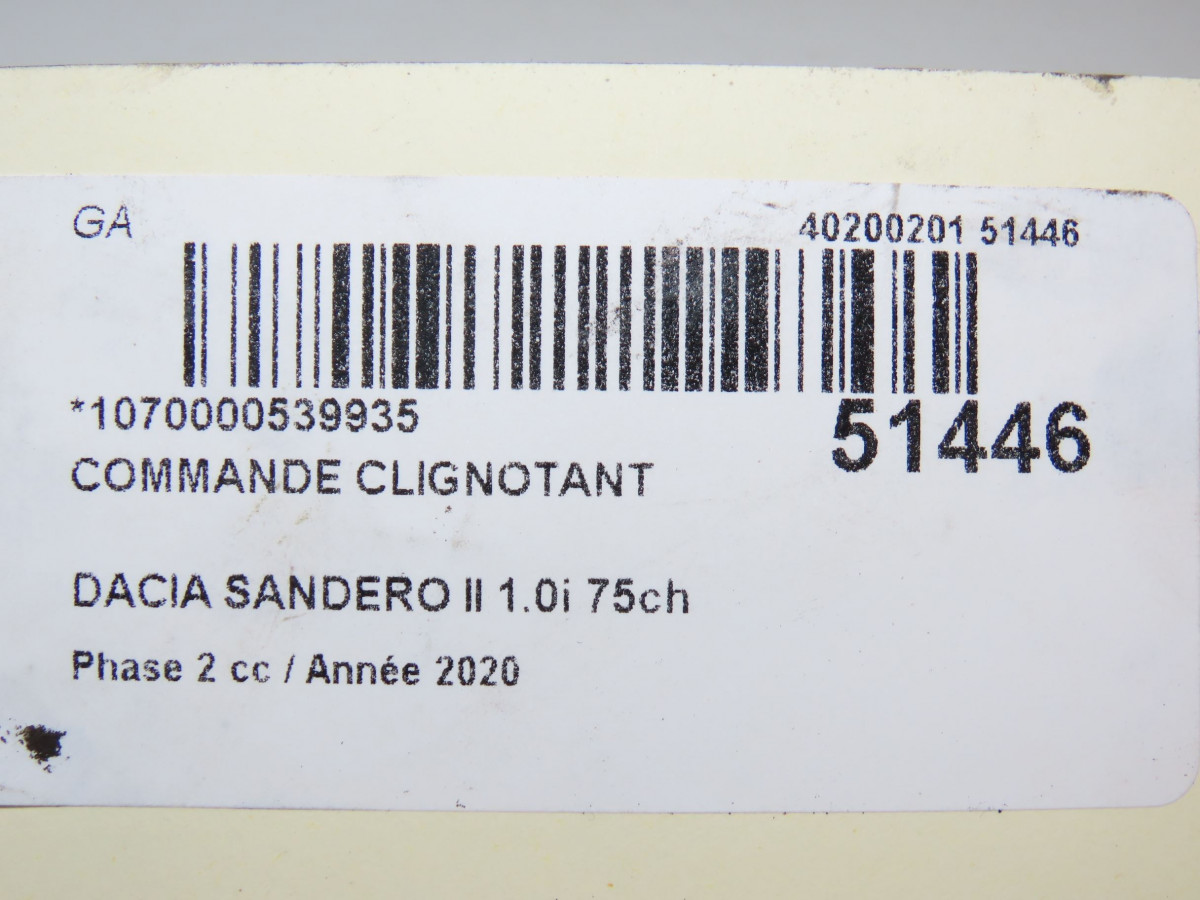 GA
40200201 51446
*1070000539935
51446
COMMANDE CLIGNOTANT
DACIA SANDERO II 1.0i 75ch
Phase 2 cc / Année 2020